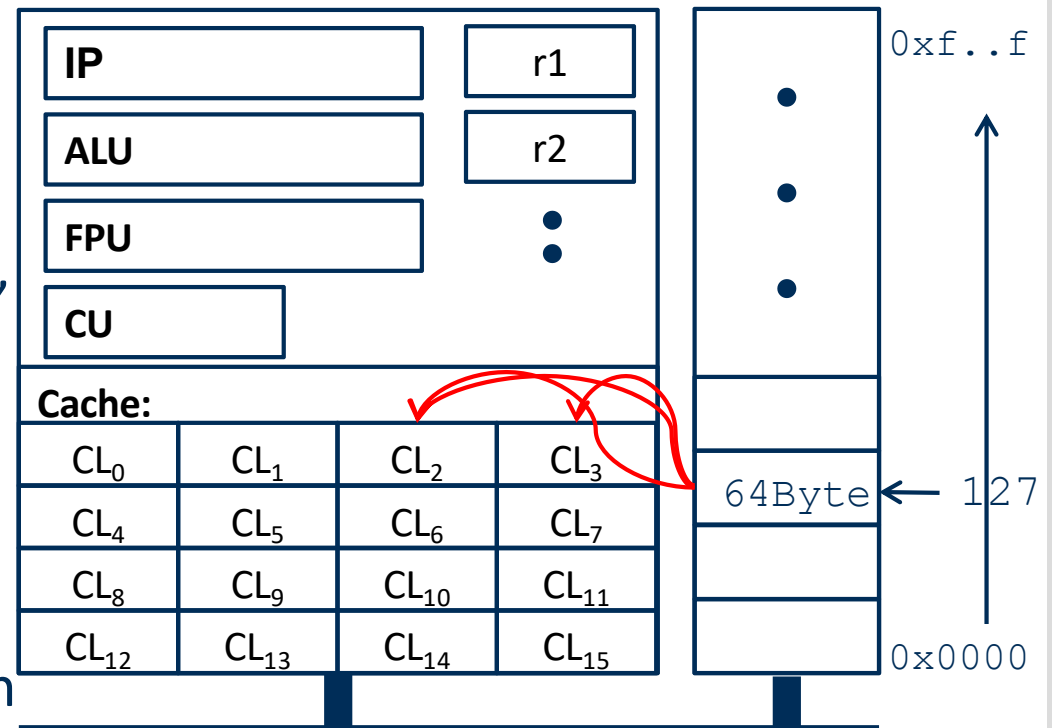 IP r1
ALU r2
FPU
CU
Cache:
CL₀ CL₁ CL₂ CL₃
CL₄ CL₅ CL₆ CL₇
CL₈ CL₉ CL₁₀ CL₁₁
CL₁₂ CL₁₃ CL₁₄ CL₁₅
0xf..f
64Byte 127
0x0000
n